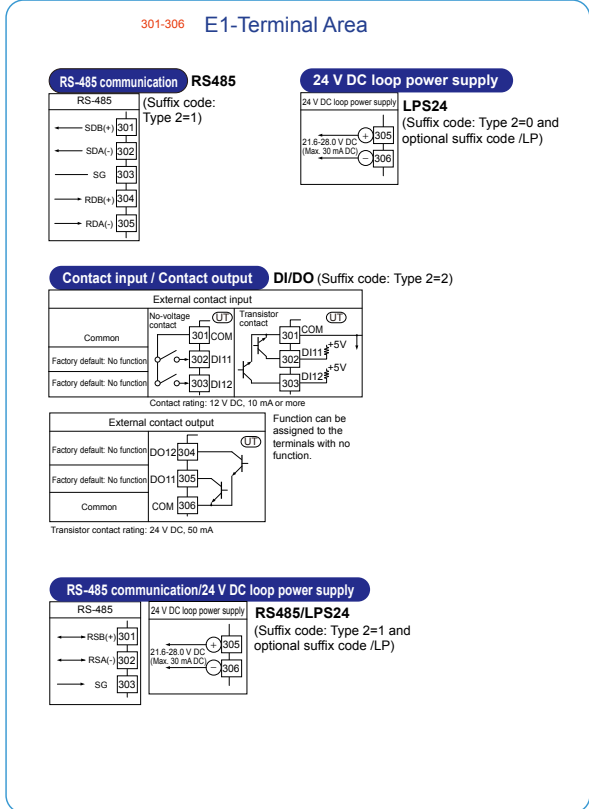 301-306 E1-Terminal Area
RS-485 communication RS485
(Suffix code:
Type 2=1)
RS-485
SDB(+) 301
SDA(-) 302
SG 303
RDB(+) 304
RDA(-) 305
24 V DC loop power supply
24 V DC loop power supply
LPS24
(Suffix code: Type 2=0 and
optional suffix code /LP)
21.6-28.0 V DC
(Max. 30 mA DC)
+ 305
− 306
Contact input / Contact output DI/DO (Suffix code: Type 2=2)
External contact input
No-voltage
contact
UT
Transistor
contact
UT
Common
301 COM
301 COM
Factory default: No function
302 DI11
302 DI11 +5V
Factory default: No function
303 DI12
303 DI12 +5V
Contact rating: 12 V DC, 10 mA or more
External contact output
UT
Function can be
assigned to the
terminals with no
function.
Factory default: No function DO12 304
Factory default: No function DO11 305
Common COM 306
Transistor contact rating: 24 V DC, 50 mA
RS-485 communication/24 V DC loop power supply
RS-485
RSB(+) 301
RSA(-) 302
SG 303
24 V DC loop power supply
21.6-28.0 V DC
(Max. 30 mA DC)
+ 305
− 306
RS485/LPS24
(Suffix code: Type 2=1 and
optional suffix code /LP)